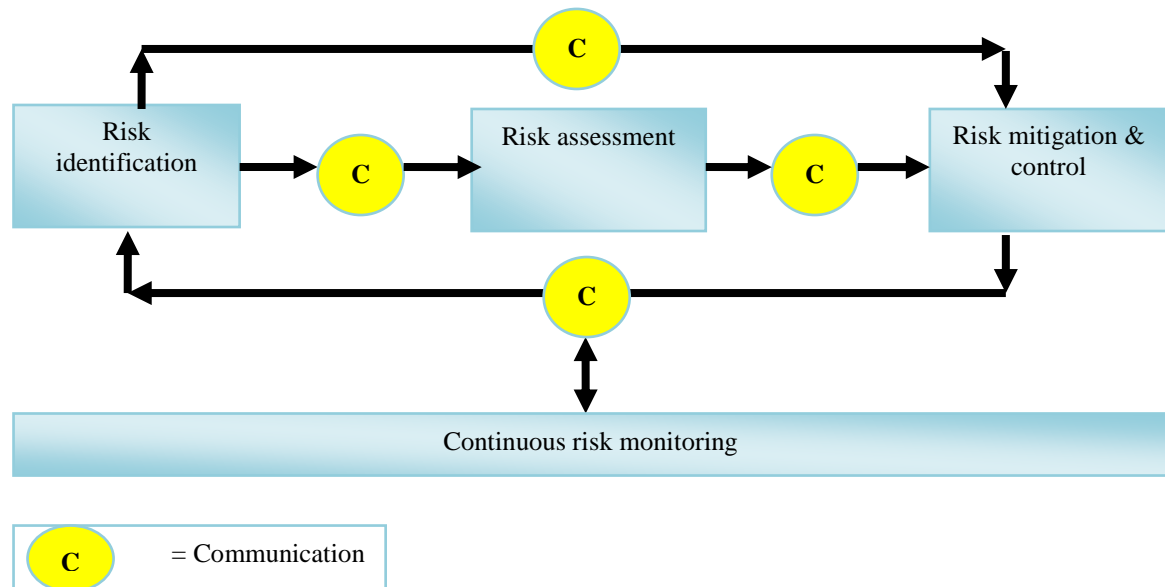 C
Risk
identification
C
Risk assessment
C
Risk mitigation &
control
C
Continuous risk monitoring
C = Communication